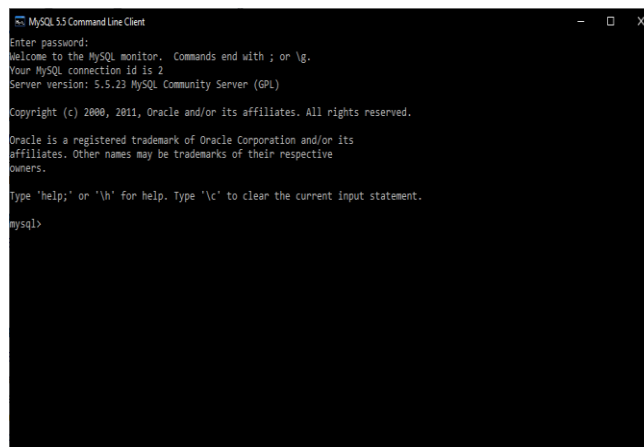 MySQL 5.5 Command Line Client
Enter password:
Welcome to the MySQL monitor.  Commands end with ; or \g.
Your MySQL connection id is 2
Server version: 5.5.23 MySQL Community Server (GPL)
Copyright (c) 2000, 2011, Oracle and/or its affiliates. All rights reserved.
Oracle is a registered trademark of Oracle Corporation and/or its
affiliates. Other names may be trademarks of their respective
owners.
Type 'help;' or '\h' for help. Type '\c' to clear the current input statement.
mysql>